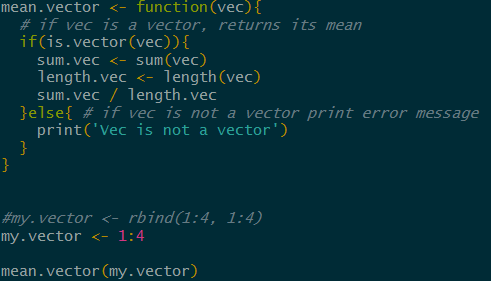 mean.vector <- function(vec){
  # if vec is a vector, returns its mean
  if(is.vector(vec)){
    sum.vec <- sum(vec)
    length.vec <- length(vec)
    sum.vec / length.vec
  }else{ # if vec is not a vector print error message
    print('Vec is not a vector')
  }
}
#my.vector <- rbind(1:4, 1:4)
my.vector <- 1:4
mean.vector(my.vector)